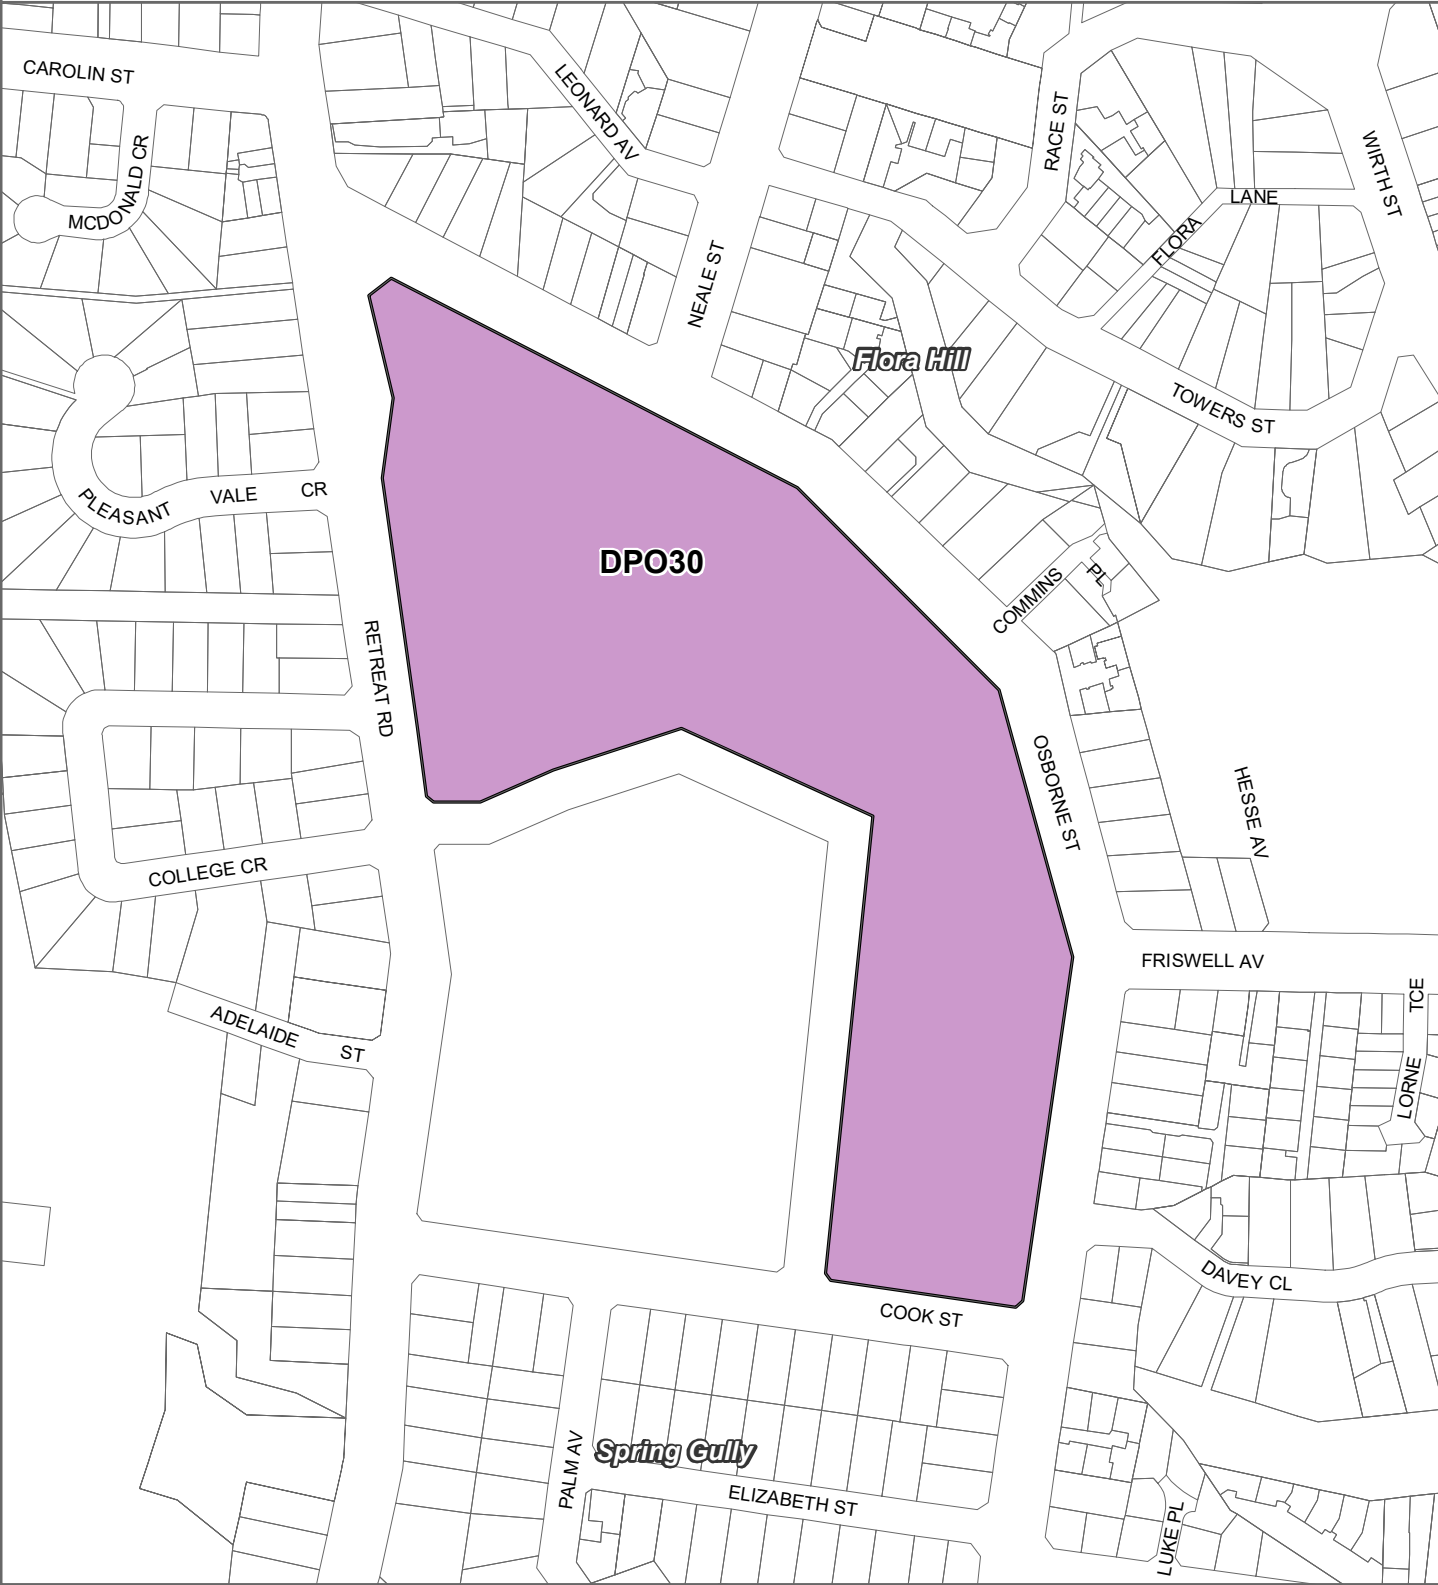 CAROLIN ST
MCDONALD CR
LEONARD AV
RACE ST
WIRTH ST
FLORA
LANE
NEALE ST
Flora Hill
TOWERS ST
PLEASANT
VALE
CR
DPO30
COMMINS
PL
RETREAT RD
OSBORNE ST
HESSE AV
COLLEGE CR
FRISWELL AV
ADELAIDE
ST
LORNE
TCE
DAVEY CL
COOK ST
Spring Gully
PALM AV
ELIZABETH ST
LUKE PL